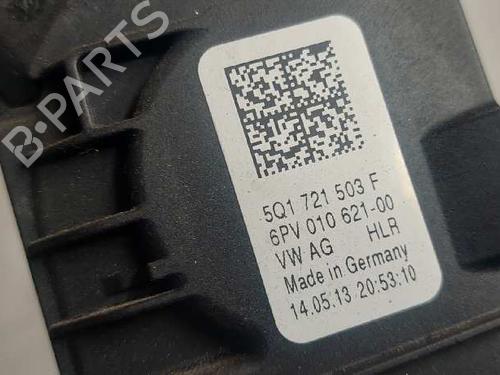 B-PARTS
5Q1 721 503 F
6PV 010 621-00
VW AG HLR
Made in Germany
14.05.13 20:53:10